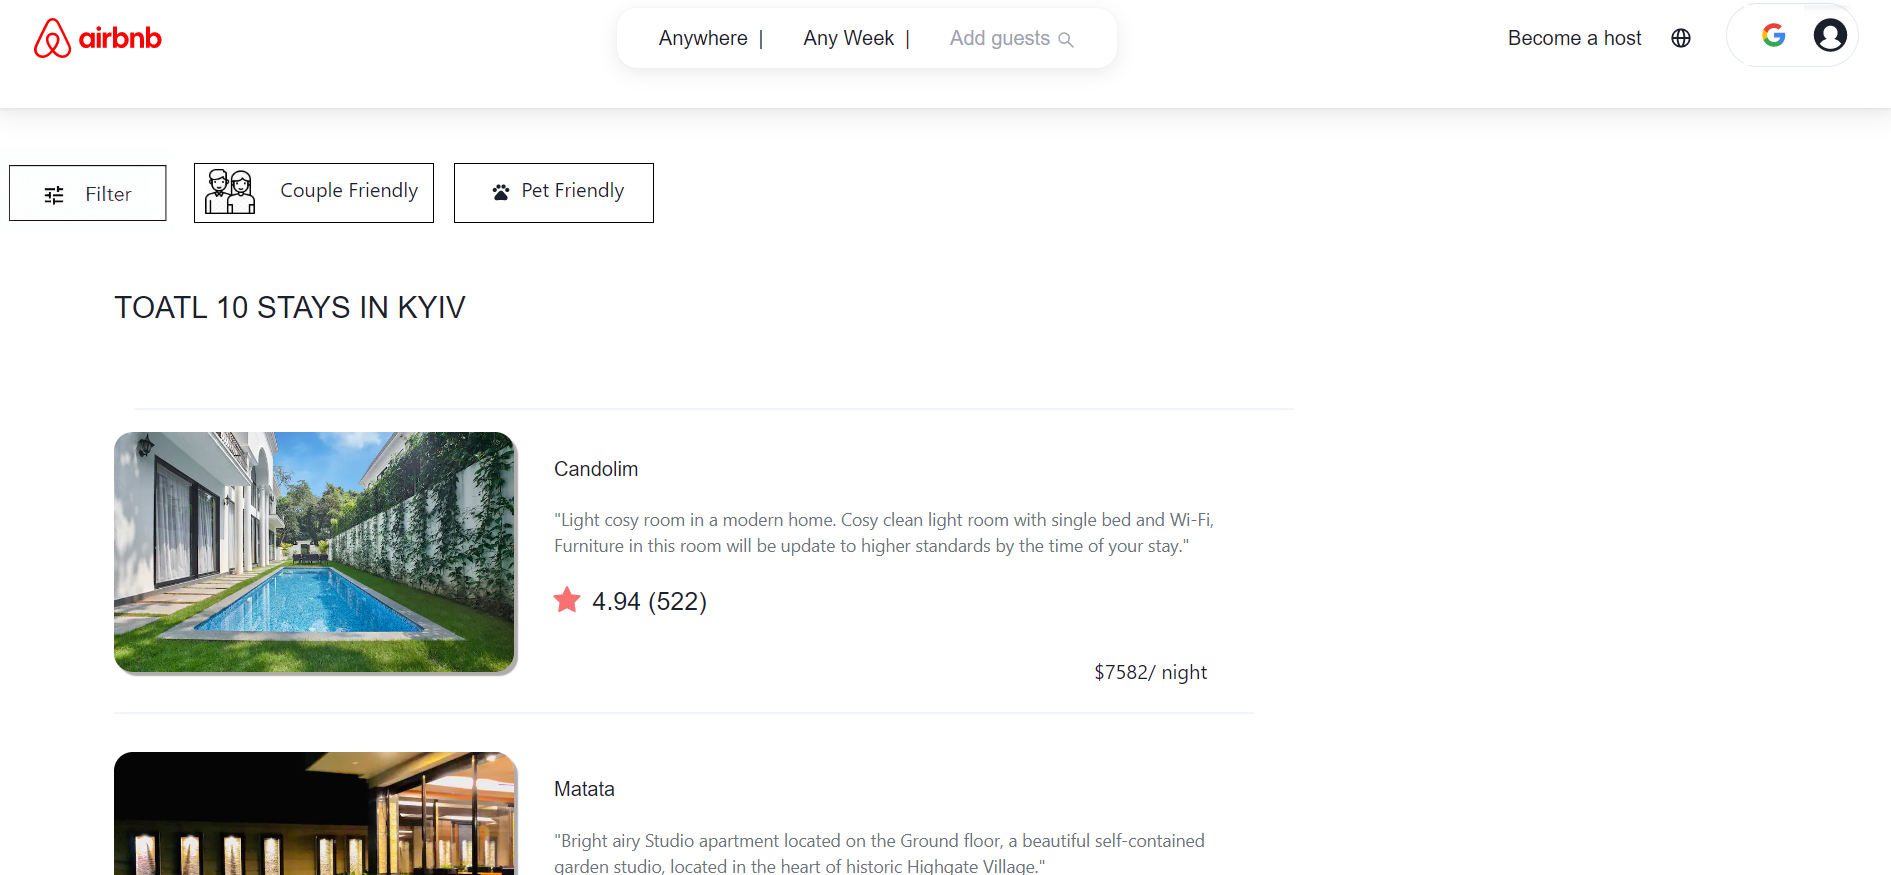 airbnb
Anywhere | Any Week | Add guests
Become a host
Filter
Couple Friendly
Pet Friendly
TOATL 10 STAYS IN KYIV
Candolim
"Light cosy room in a modern home. Cosy clean light room with single bed and Wi-Fi,
Furniture in this room will be update to higher standards by the time of your stay."
4.94 (522)
$7582/ night
Matata
"Bright airy Studio apartment located on the Ground floor, a beautiful self-contained
garden studio, located in the heart of historic Highgate Village."